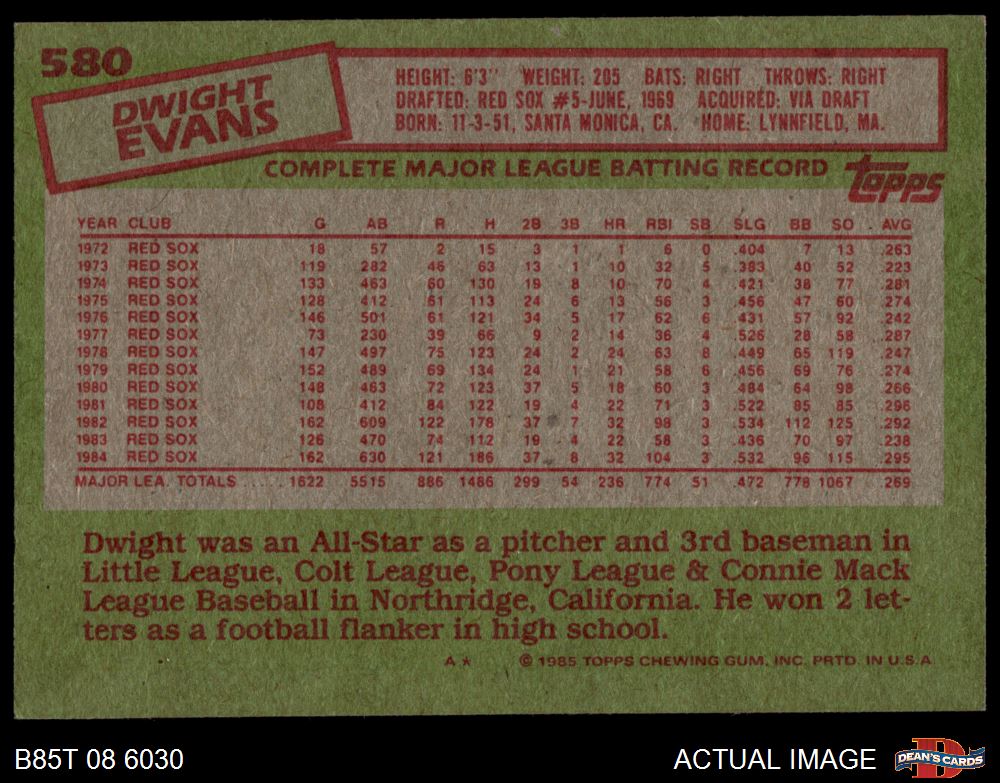 580
DWIGHT
EVANS
HEIGHT: 6'3" WEIGHT: 205 BATS: RIGHT THROWS: RIGHT
DRAFTED: RED SOX #5-JUNE, 1969 ACQUIRED: VIA DRAFT
BORN: 11-3-51, SANTA MONICA, CA. HOME: LYNNFIELD, MA.
COMPLETE MAJOR LEAGUE BATTING RECORD topps
YEAR CLUB G AB R H 2B 3B HR RBI SB SLG BB SO AVG
1972 RED SOX 18 57 2 15 3 1 1 6 0 .404 7 13 .263
1973 RED SOX 119 282 46 63 13 1 10 32 5 .383 40 52 .223
1974 RED SOX 133 463 60 130 19 8 10 70 4 .421 38 77 .281
1975 RED SOX 128 412 61 113 24 6 13 56 3 .456 47 60 .274
1976 RED SOX 146 501 61 121 34 5 17 62 6 .431 57 92 .242
1977 RED SOX 73 230 39 66 9 2 14 36 4 .526 28 58 .287
1978 RED SOX 147 497 75 123 24 2 24 63 8 .449 65 119 .247
1979 RED SOX 152 489 69 134 24 1 21 58 6 .456 69 76 .274
1980 RED SOX 148 463 72 123 37 5 18 60 3 .484 64 98 .266
1981 RED SOX 108 412 84 122 19 4 22 71 3 .522 85 85 .296
1982 RED SOX 162 609 122 178 37 7 32 98 3 .534 112 125 .292
1983 RED SOX 126 470 74 112 19 4 22 58 3 .436 70 97 .238
1984 RED SOX 162 630 121 186 37 8 32 104 3 .532 96 115 .295
MAJOR LEA. TOTALS ..... 1622 5515 886 1486 299 54 236 774 51 .472 778 1067 .269
Dwight was an All-Star as a pitcher and 3rd baseman in
Little League, Colt League, Pony League & Connie Mack
League Baseball in Northridge, California. He won 2 let-
ters as a football flanker in high school.
A★ © 1985 TOPPS CHEWING GUM, INC. PRTD. IN U.S.A.
B85T 08 6030 ACTUAL IMAGE DEAN'S CARDS